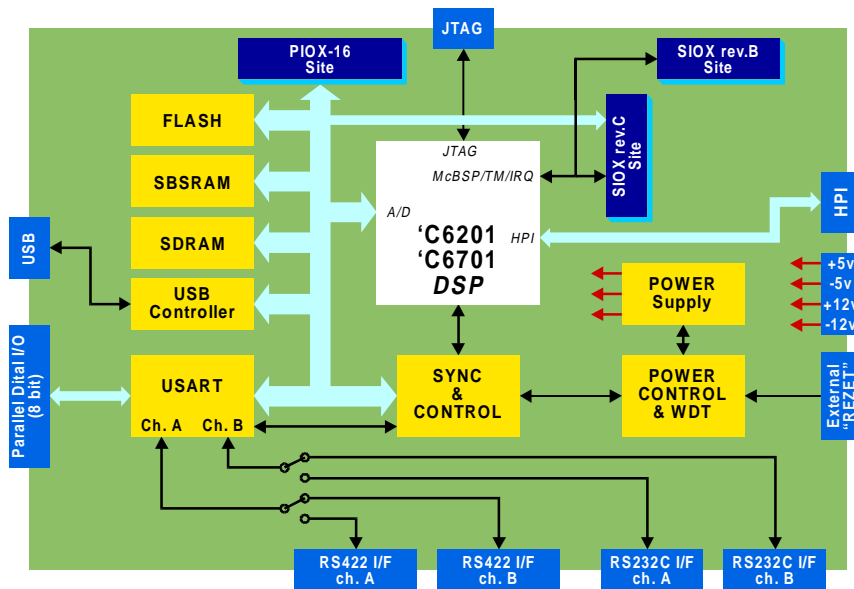 JTAG
PIOX-16
Site
SIOX rev.B
Site
FLASH
SIOX rev.C
Site
JTAG
McBSP/TM/IRQ
SBSRAM
A/D
HPI
'C6201
'C6701
DSP
HPI
SDRAM
USB
USB
Controller
POWER
Supply
+5v
-5v
+12v
-12v
Parallel Dital I/O
(8 bit)
USART
Ch. A
Ch. B
SYNC
&
CONTROL
POWER
CONTROL
& WDT
External
"REZET"
RS422 I/F
ch. A
RS422 I/F
ch. B
RS232C I/F
ch. A
RS232C I/F
ch. B